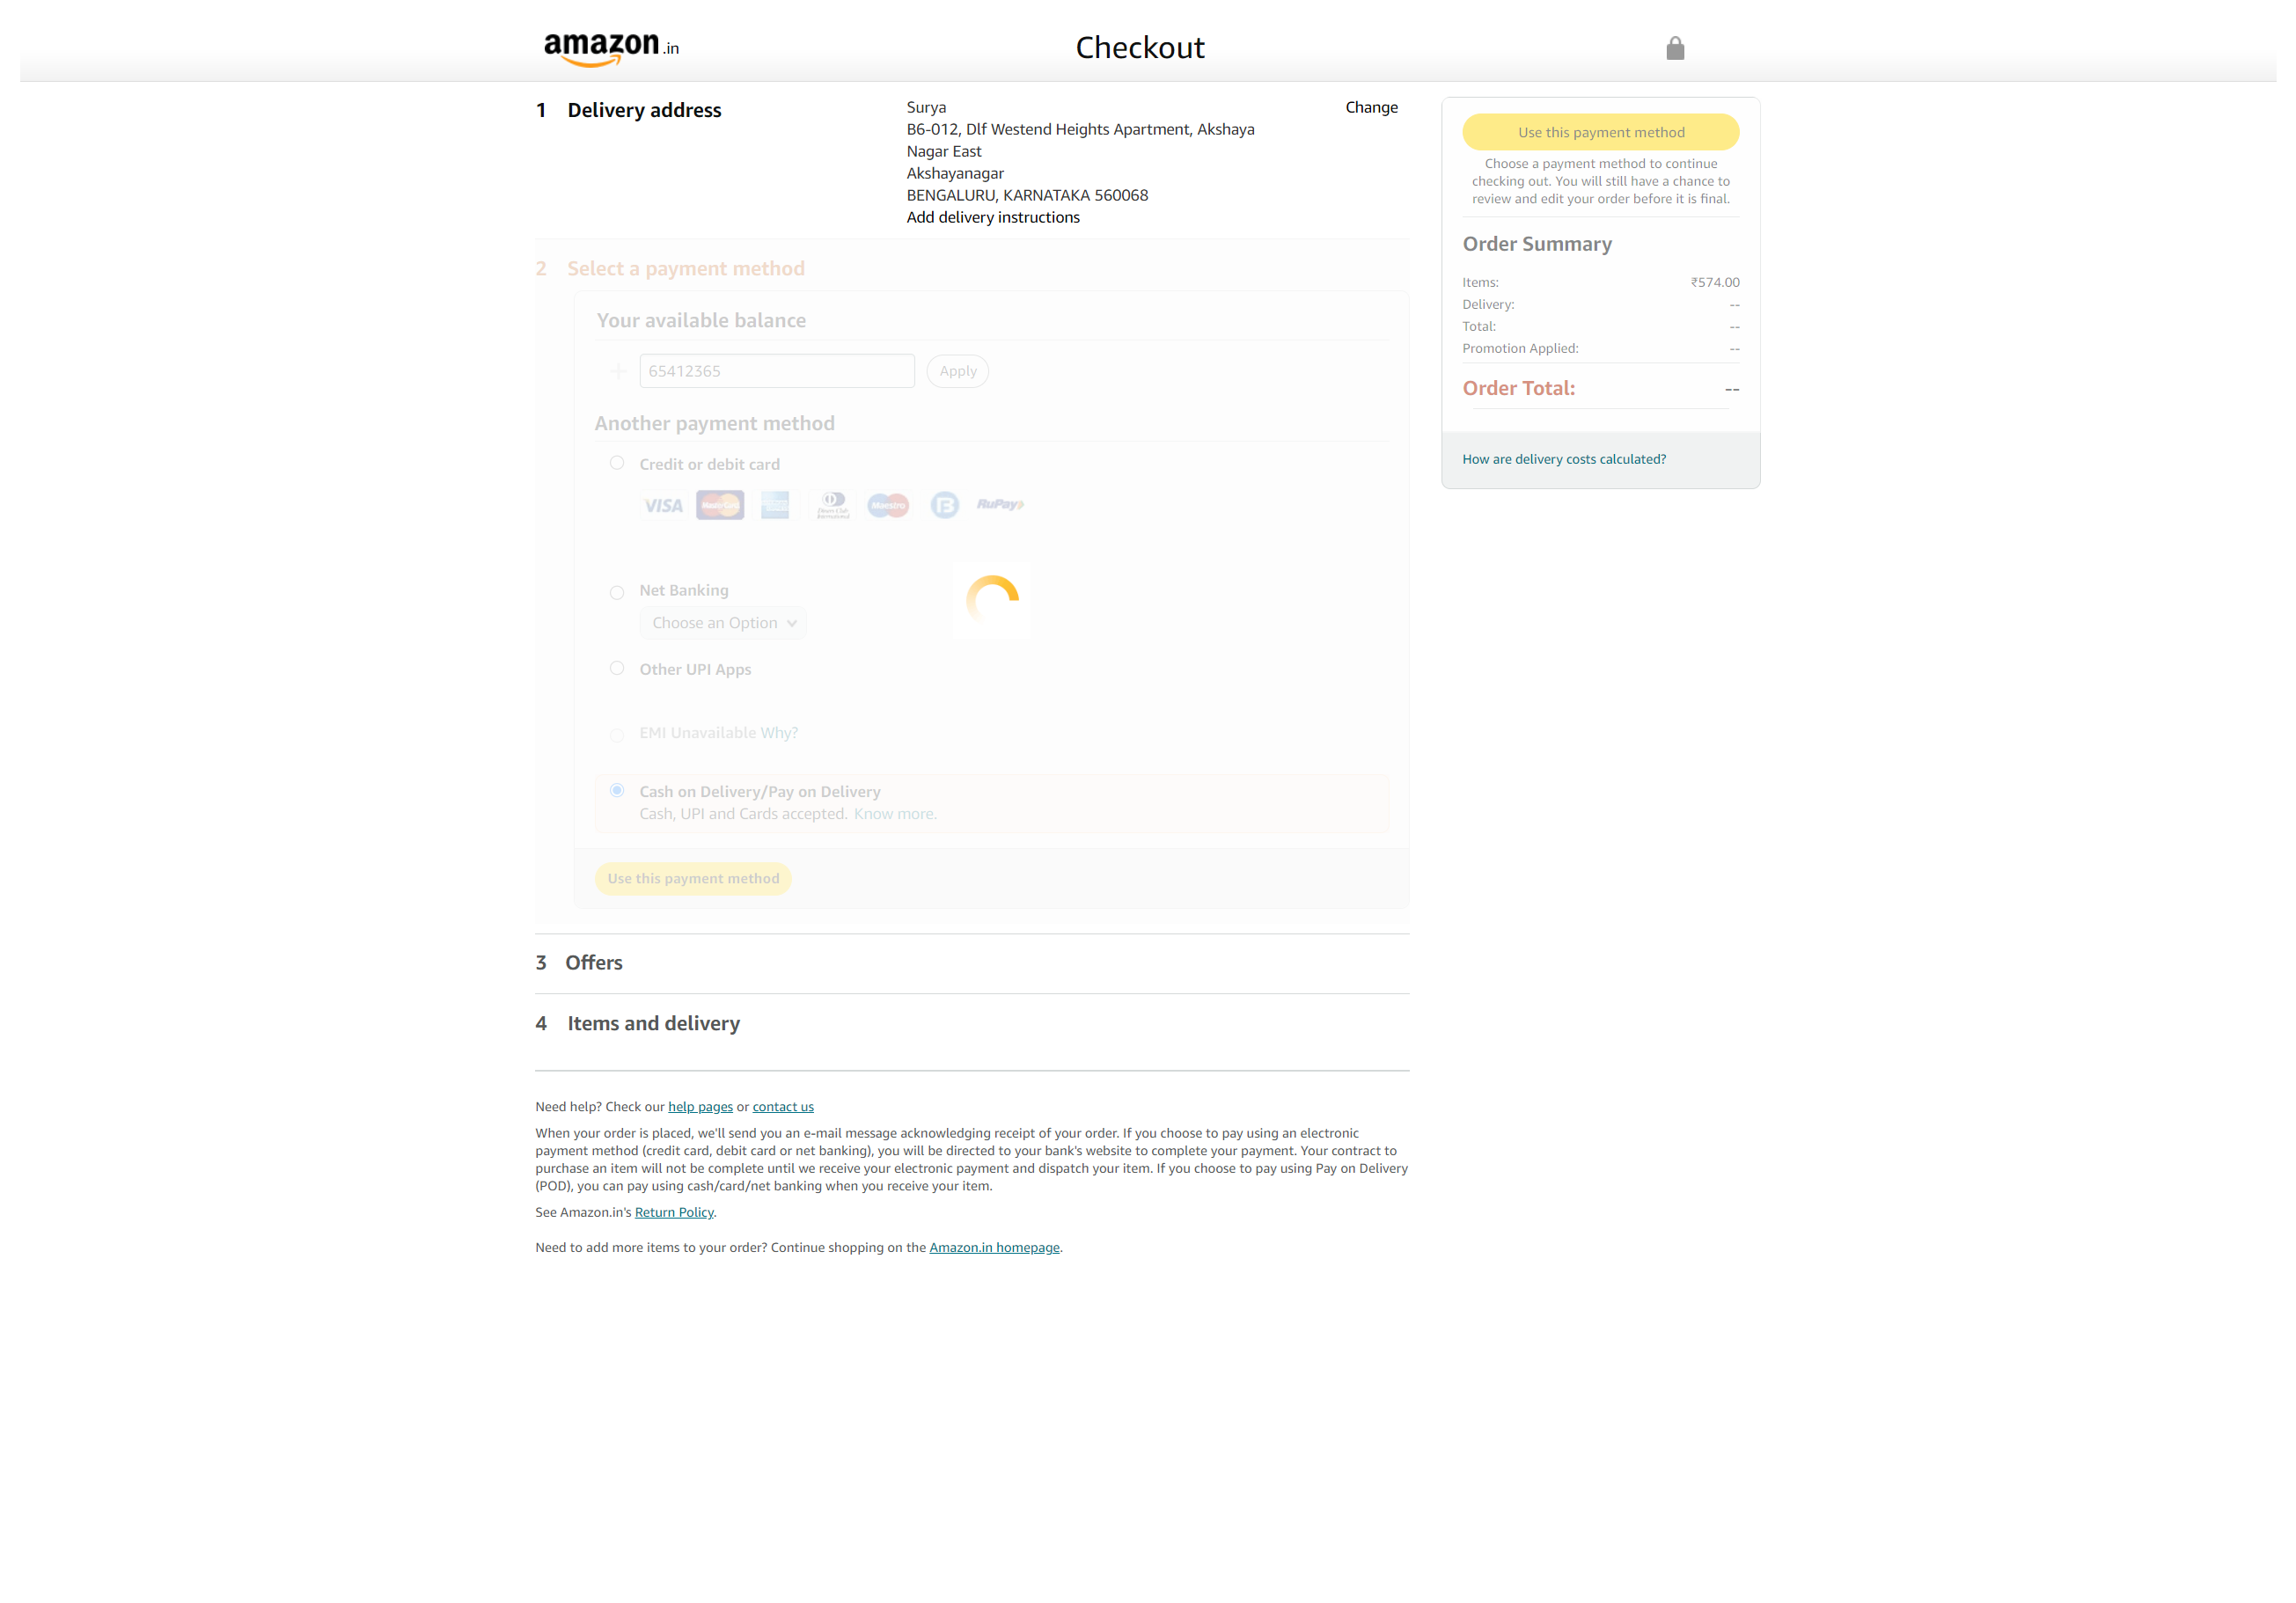 amazon.in
Checkout
1 Delivery address
Surya
B6-012, Dlf Westend Heights Apartment, Akshaya
Nagar East
Akshayanagar
BENGALURU, KARNATAKA 560068
Add delivery instructions
Change
2 Select a payment method
Your available balance
65412365
Apply
Another payment method
Credit or debit card
VISA MasterCard Diners Club International Maestro RuPay
Net Banking
Choose an Option
Other UPI Apps
EMI Unavailable Why?
Cash on Delivery/Pay on Delivery
Cash, UPI and Cards accepted. Know more.
Use this payment method
3 Offers
4 Items and delivery
Need help? Check our help pages or contact us
When your order is placed, we'll send you an e-mail message acknowledging receipt of your order. If you choose to pay using an electronic
payment method (credit card, debit card or net banking), you will be directed to your bank's website to complete your payment. Your contract to
purchase an item will not be complete until we receive your electronic payment and dispatch your item. If you choose to pay using Pay on Delivery
(POD), you can pay using cash/card/net banking when you receive your item.
See Amazon.in's Return Policy.
Need to add more items to your order? Continue shopping on the Amazon.in homepage.
Use this payment method
Choose a payment method to continue
checking out. You will still have a chance to
review and edit your order before it is final.
Order Summary
Items: ₹574.00
Delivery: --
Total: --
Promotion Applied: --
Order Total: --
How are delivery costs calculated?